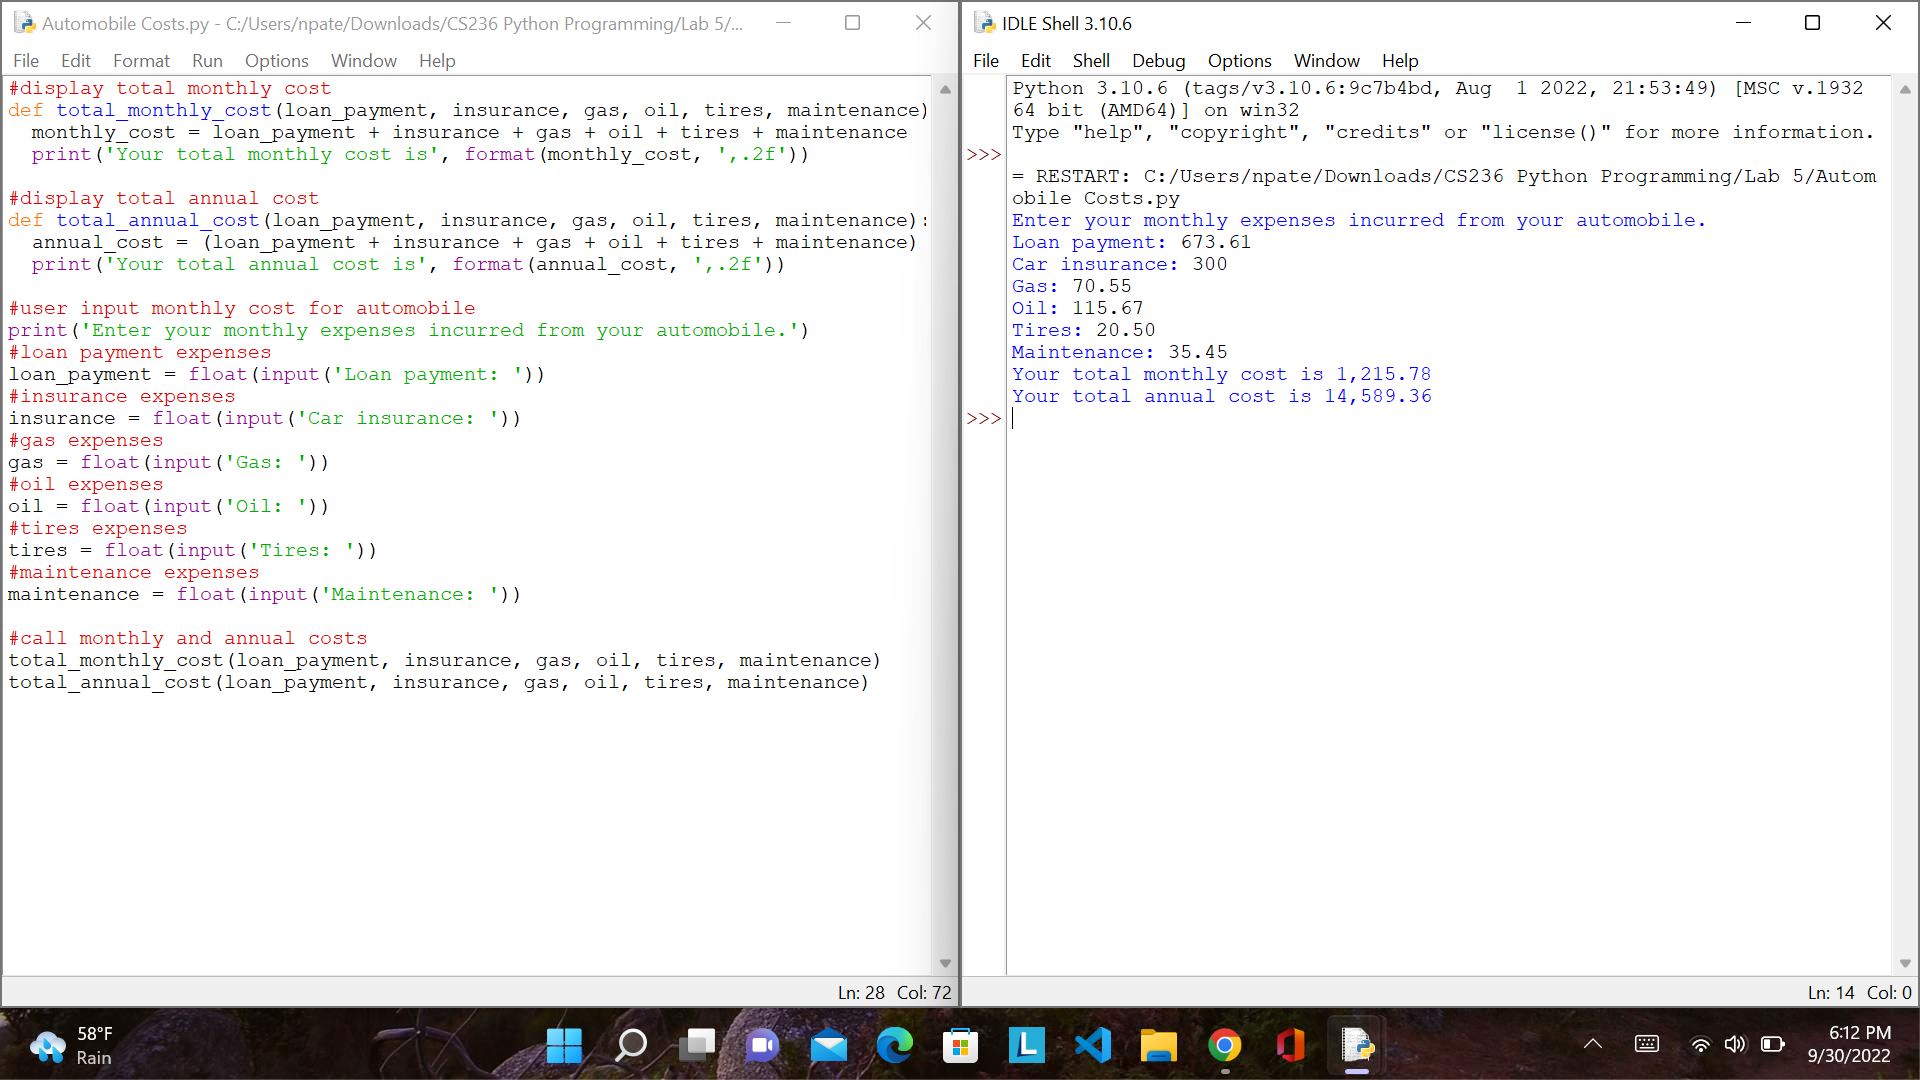 Automobile Costs.py - C:/Users/npate/Downloads/CS236 Python Programming/Lab 5/...
File Edit Format Run Options Window Help
#display total monthly cost
def total_monthly_cost(loan_payment, insurance, gas, oil, tires, maintenance)
  monthly_cost = loan_payment + insurance + gas + oil + tires + maintenance
  print('Your total monthly cost is', format(monthly_cost, ',.2f'))
#display total annual cost
def total_annual_cost(loan_payment, insurance, gas, oil, tires, maintenance):
  annual_cost = (loan_payment + insurance + gas + oil + tires + maintenance)
  print('Your total annual cost is', format(annual_cost, ',.2f'))
#user input monthly cost for automobile
print('Enter your monthly expenses incurred from your automobile.')
#loan payment expenses
loan_payment = float(input('Loan payment: '))
#insurance expenses
insurance = float(input('Car insurance: '))
#gas expenses
gas = float(input('Gas: '))
#oil expenses
oil = float(input('Oil: '))
#tires expenses
tires = float(input('Tires: '))
#maintenance expenses
maintenance = float(input('Maintenance: '))
#call monthly and annual costs
total_monthly_cost(loan_payment, insurance, gas, oil, tires, maintenance)
total_annual_cost(loan_payment, insurance, gas, oil, tires, maintenance)
Ln: 28 Col: 72
IDLE Shell 3.10.6
File Edit Shell Debug Options Window Help
Python 3.10.6 (tags/v3.10.6:9c7b4bd, Aug  1 2022, 21:53:49) [MSC v.1932
64 bit (AMD64)] on win32
Type "help", "copyright", "credits" or "license()" for more information.
>>>
= RESTART: C:/Users/npate/Downloads/CS236 Python Programming/Lab 5/Autom
obile Costs.py
Enter your monthly expenses incurred from your automobile.
Loan payment: 673.61
Car insurance: 300
Gas: 70.55
Oil: 115.67
Tires: 20.50
Maintenance: 35.45
Your total monthly cost is 1,215.78
Your total annual cost is 14,589.36
>>>
Ln: 14 Col: 0
58°F
Rain
L
6:12 PM
9/30/2022